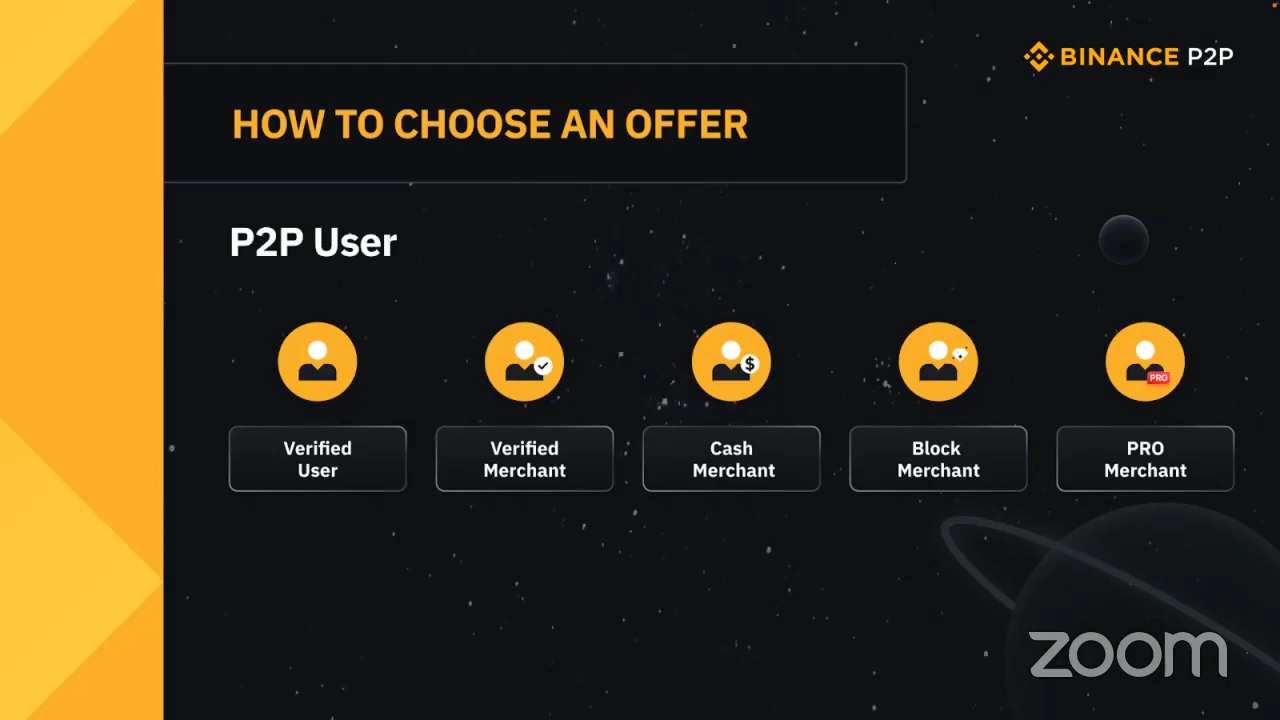 BINANCE P2P
HOW TO CHOOSE AN OFFER
P2P User
$
PRO
Verified
User
Verified
Merchant
Cash
Merchant
Block
Merchant
PRO
Merchant
zoom